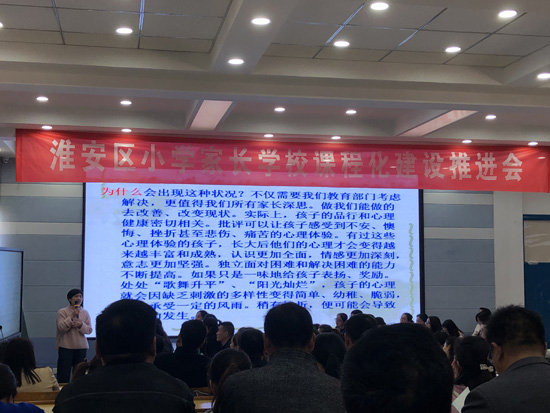 淮安区小学家长学校课程化建设推进会
为什么会出现这种状况?不仅需要我们教育部门考虑
解决,更值得我们所有家长深思。做我们能做的
去改善、改变现状。实际上,孩子的品行和心理
健康密切相关。批评可以让孩子感受到不安、懊
悔、挫折甚至悲伤、痛苦的心理体验。有过这些
心理体验的孩子,长大后他们的心理才会变得越
来越丰富和成熟,认识更加全面,情感更加深刻,
意志更加坚强。独立面对困难和解决困难的能力
不断提高。如果只是一味地给孩子表扬、奖励。
处处“歌舞升平”、“阳光灿烂”,孩子的心理
就会因缺乏刺激的多样性变得简单、幼稚、脆弱,
承受一定的风雨。稍有 折,便可能会导致
发生。